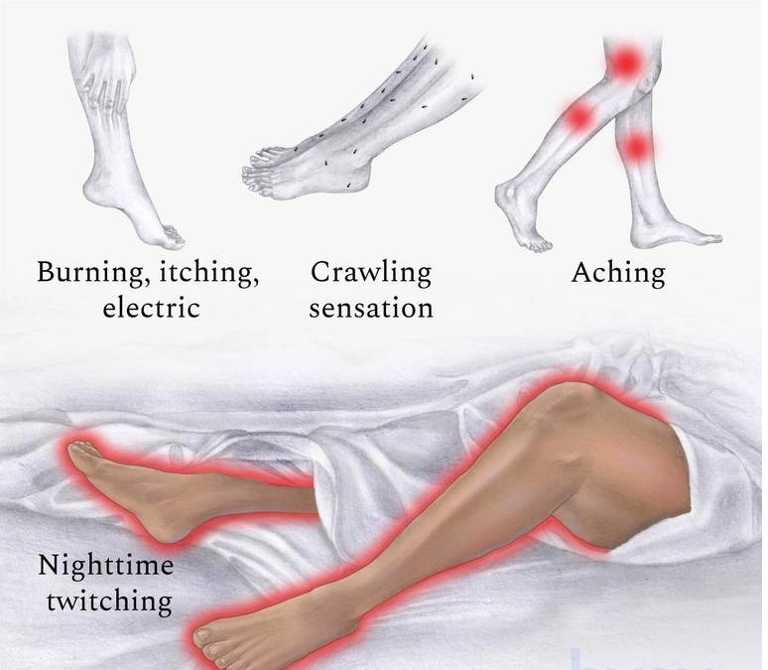 Burning, itching,
electric
Crawling
sensation
Aching
Nighttime
twitching